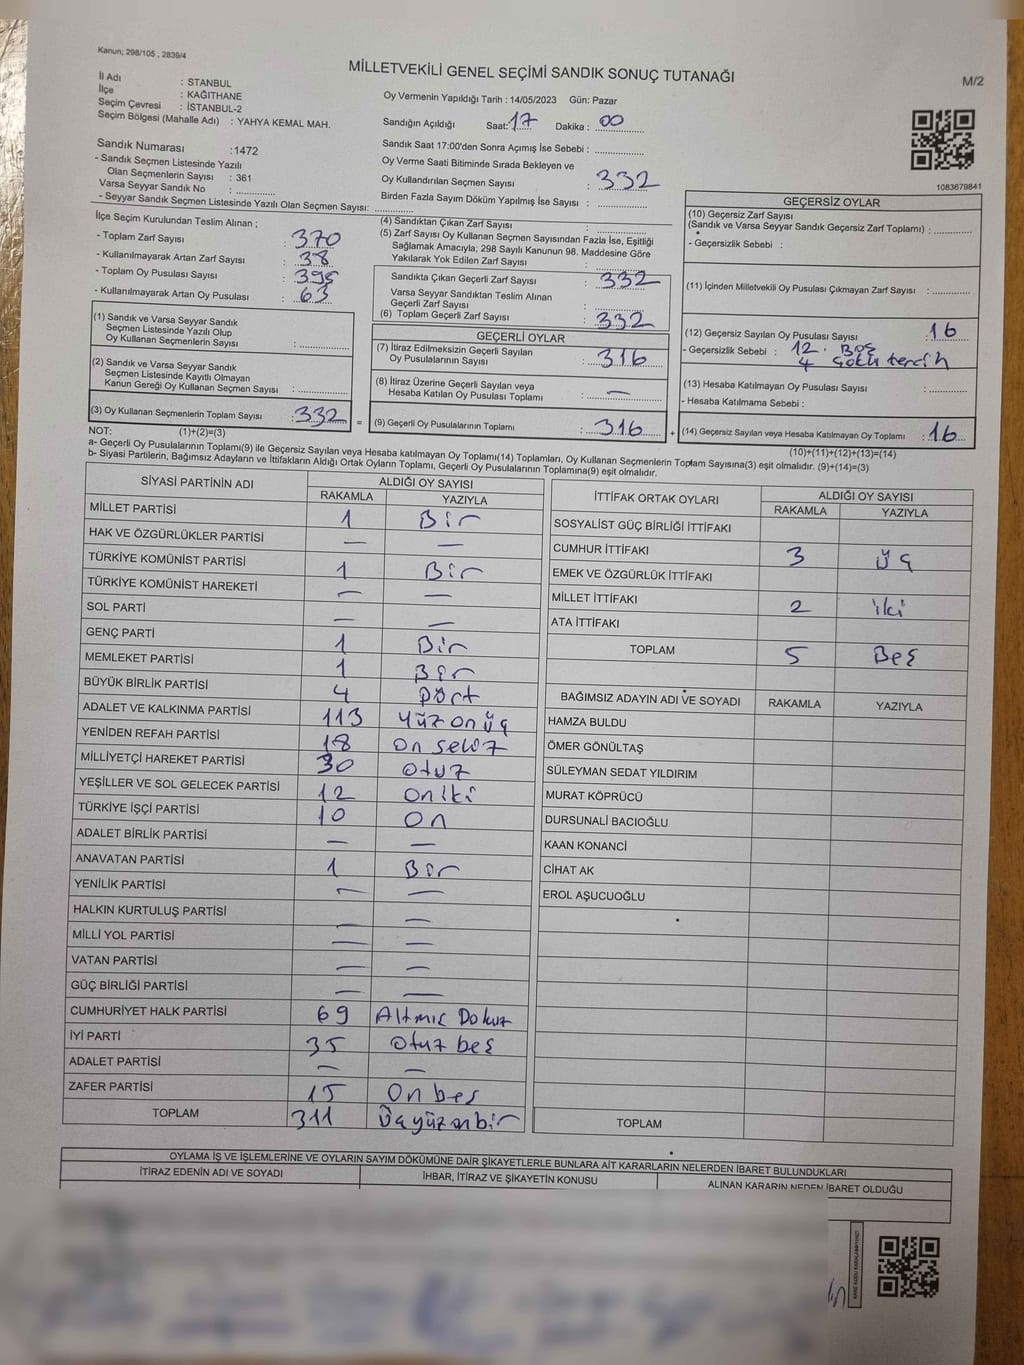 Kanun; 298/105 , 2839/4
MİLLETVEKİLİ GENEL SEÇİMİ SANDIK SONUÇ TUTANAĞI
M/2
İl Adı : STANBUL
İlçe : KAĞITHANE
Seçim Çevresi : İSTANBUL-2
Seçim Bölgesi (Mahalle Adı) : YAHYA KEMAL MAH.
Sandık Numarası :1472
- Sandık Seçmen Listesinde Yazılı
Olan Seçmenlerin Sayısı : 361
Varsa Seyyar Sandık No : .............
- Seyyar Sandık Seçmen Listesinde Yazılı Olan Seçmen Sayısı: .............
Oy Vermenin Yapıldığı Tarih : 14/05/2023 Gün: Pazar
Sandığın Açıldığı Saat: 17 Dakika : 00
Sandık Saat 17:00'den Sonra Açımış İse Sebebi : .............
Oy Verme Saati Bitiminde Sırada Bekleyen ve
Oy Kullandırılan Seçmen Sayısı : 332
Birden Fazla Sayım Döküm Yapılmış İse Sayısı : .............
1083679841
İlçe Seçim Kurulundan Teslim Alınan ;
- Toplam Zarf Sayısı : 370
- Kullanılmayarak Artan Zarf Sayısı : 38
- Toplam Oy Pusulası Sayısı : 395
- Kullanılmayarak Artan Oy Pusulası : 63
(1) Sandık ve Varsa Seyyar Sandık
Seçmen Listesinde Yazılı Olup
Oy Kullanan Seçmenlerin Sayısı : .............
(2) Sandık ve Varsa Seyyar Sandık
Seçmen Listesinde Kayıtlı Olmayan
Kanun Gereği Oy Kullanan Seçmen Sayısı : .............
(3) Oy Kullanan Seçmenlerin Toplam Sayısı : 332
(4) Sandıktan Çıkan Zarf Sayısı : .............
(5) Zarf Sayısı Oy Kullanan Seçmen Sayısından Fazla İse, Eşitliği
Sağlamak Amacıyla; 298 Sayılı Kanunun 98. Maddesine Göre
Yakılarak Yok Edilen Zarf Sayısı : .............
Sandıkta Çıkan Geçerli Zarf Sayısı : 332
Varsa Seyyar Sandıktan Teslim Alınan
Geçerli Zarf Sayısı : .............
(6) Toplam Geçerli Zarf Sayısı : 332
GEÇERLİ OYLAR
(7) İtiraz Edilmeksizin Geçerli Sayılan
Oy Pusulalarının Sayısı : 316
(8) İtiraz Üzerine Geçerli Sayılan veya
Hesaba Katılan Oy Pusulası Toplamı : —
= (9) Geçerli Oy Pusulalarının Toplamı : 316
GEÇERSİZ OYLAR
(10) Geçersiz Zarf Sayısı
(Sandık ve Varsa Seyyar Sandık Geçersiz Zarf Toplamı) : .............
- Geçersizlik Sebebi :
(11) İçinden Milletvekili Oy Pusulası Çıkmayan Zarf Sayısı : .............
(12) Geçersiz Sayılan Oy Pusulası Sayısı : 16
- Geçersizlik Sebebi : 12. Boş
4 Çoklu tercih
(13) Hesaba Katılmayan Oy Pusulası Sayısı : .............
- Hesaba Katılmama Sebebi :
+ (14) Geçersiz Sayılan veya Hesaba Katılmayan Oy Toplamı : 16
NOT: (1)+(2)=(3)
(10)+(11)+(12)+(13)=(14)
a- Geçerli Oy Pusulalarının Toplamı(9) ile Geçersiz Sayılan veya Hesaba katılmayan Oy Toplamı(14) Toplamları, Oy Kullanan Seçmenlerin Toplam Sayısına(3) eşit olmalıdır. (9)+(14)=(3)
b- Siyasi Partilerin, Bağımsız Adayların ve İttifakların Aldığı Ortak Oyların Toplamı, Geçerli Oy Pusulalarının Toplamına(9) eşit olmalıdır.
SİYASİ PARTİNİN ADI ALDIĞI OY SAYISI
RAKAMLA YAZIYLA
MİLLET PARTİSİ 1 Bir
HAK VE ÖZGÜRLÜKLER PARTİSİ — —
TÜRKİYE KOMÜNİST PARTİSİ 1 Bir
TÜRKİYE KOMÜNİST HAREKETİ — —
SOL PARTİ — —
GENÇ PARTİ 1 Bir
MEMLEKET PARTİSİ 1 Bir
BÜYÜK BİRLİK PARTİSİ 4 Dört
ADALET VE KALKINMA PARTİSİ 113 Yüz on üç
YENİDEN REFAH PARTİSİ 18 On sekiz
MİLLİYETÇİ HAREKET PARTİSİ 30 Otuz
YEŞİLLER VE SOL GELECEK PARTİSİ 12 On iki
TÜRKİYE İŞÇİ PARTİSİ 10 On
ADALET BİRLİK PARTİSİ — —
ANAVATAN PARTİSİ 1 Bir
YENİLİK PARTİSİ — —
HALKIN KURTULUŞ PARTİSİ — —
MİLLİ YOL PARTİSİ — —
VATAN PARTİSİ — —
GÜÇ BİRLİĞİ PARTİSİ — —
CUMHURİYET HALK PARTİSİ 69 Altmış Dokuz
İYİ PARTİ 35 Otuz beş
ADALET PARTİSİ — —
ZAFER PARTİSİ 15 On beş
TOPLAM 311 Üçyüzonbir
İTTİFAK ORTAK OYLARI ALDIĞI OY SAYISI
RAKAMLA YAZIYLA
SOSYALİST GÜÇ BİRLİĞİ İTTİFAKI
CUMHUR İTTİFAKI 3 üç
EMEK VE ÖZGÜRLÜK İTTİFAKI
MİLLET İTTİFAKI 2 iki
ATA İTTİFAKI
TOPLAM 5 Beş
BAĞIMSIZ ADAYIN ADI VE SOYADI RAKAMLA YAZIYLA
HAMZA BULDU
ÖMER GÖNÜLTAŞ
SÜLEYMAN SEDAT YILDIRIM
MURAT KÖPRÜCÜ
DURSUNALİ BACIOĞLU
KAAN KONANCİ
CİHAT AK
EROL AŞUCUOĞLU
TOPLAM
OYLAMA İŞ VE İŞLEMLERİNE VE OYLARIN SAYIM DÖKÜMÜNE DAİR ŞİKAYETLERLE BUNLARA AİT KARARLARIN NELERDEN İBARET BULUNDUKLARI
İTİRAZ EDENİN ADI VE SOYADI İHBAR, İTİRAZ VE ŞİKAYETİN KONUSU ALINAN KARARIN NEDEN İBARET OLDUĞU